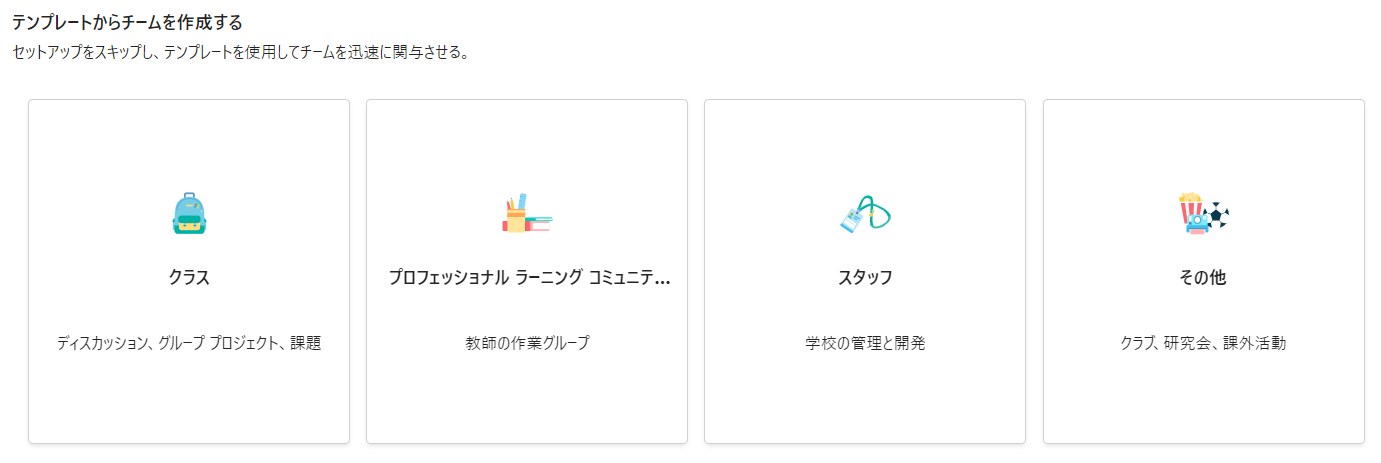 テンプレートからチームを作成する
セットアップをスキップし、テンプレートを使用してチームを迅速に関与させる。
クラス
ディスカッション、グループ プロジェクト、課題
プロフェッショナル ラーニング コミュニテ...
教師の作業グループ
スタッフ
学校の管理と開発
その他
クラブ、研究会、課外活動